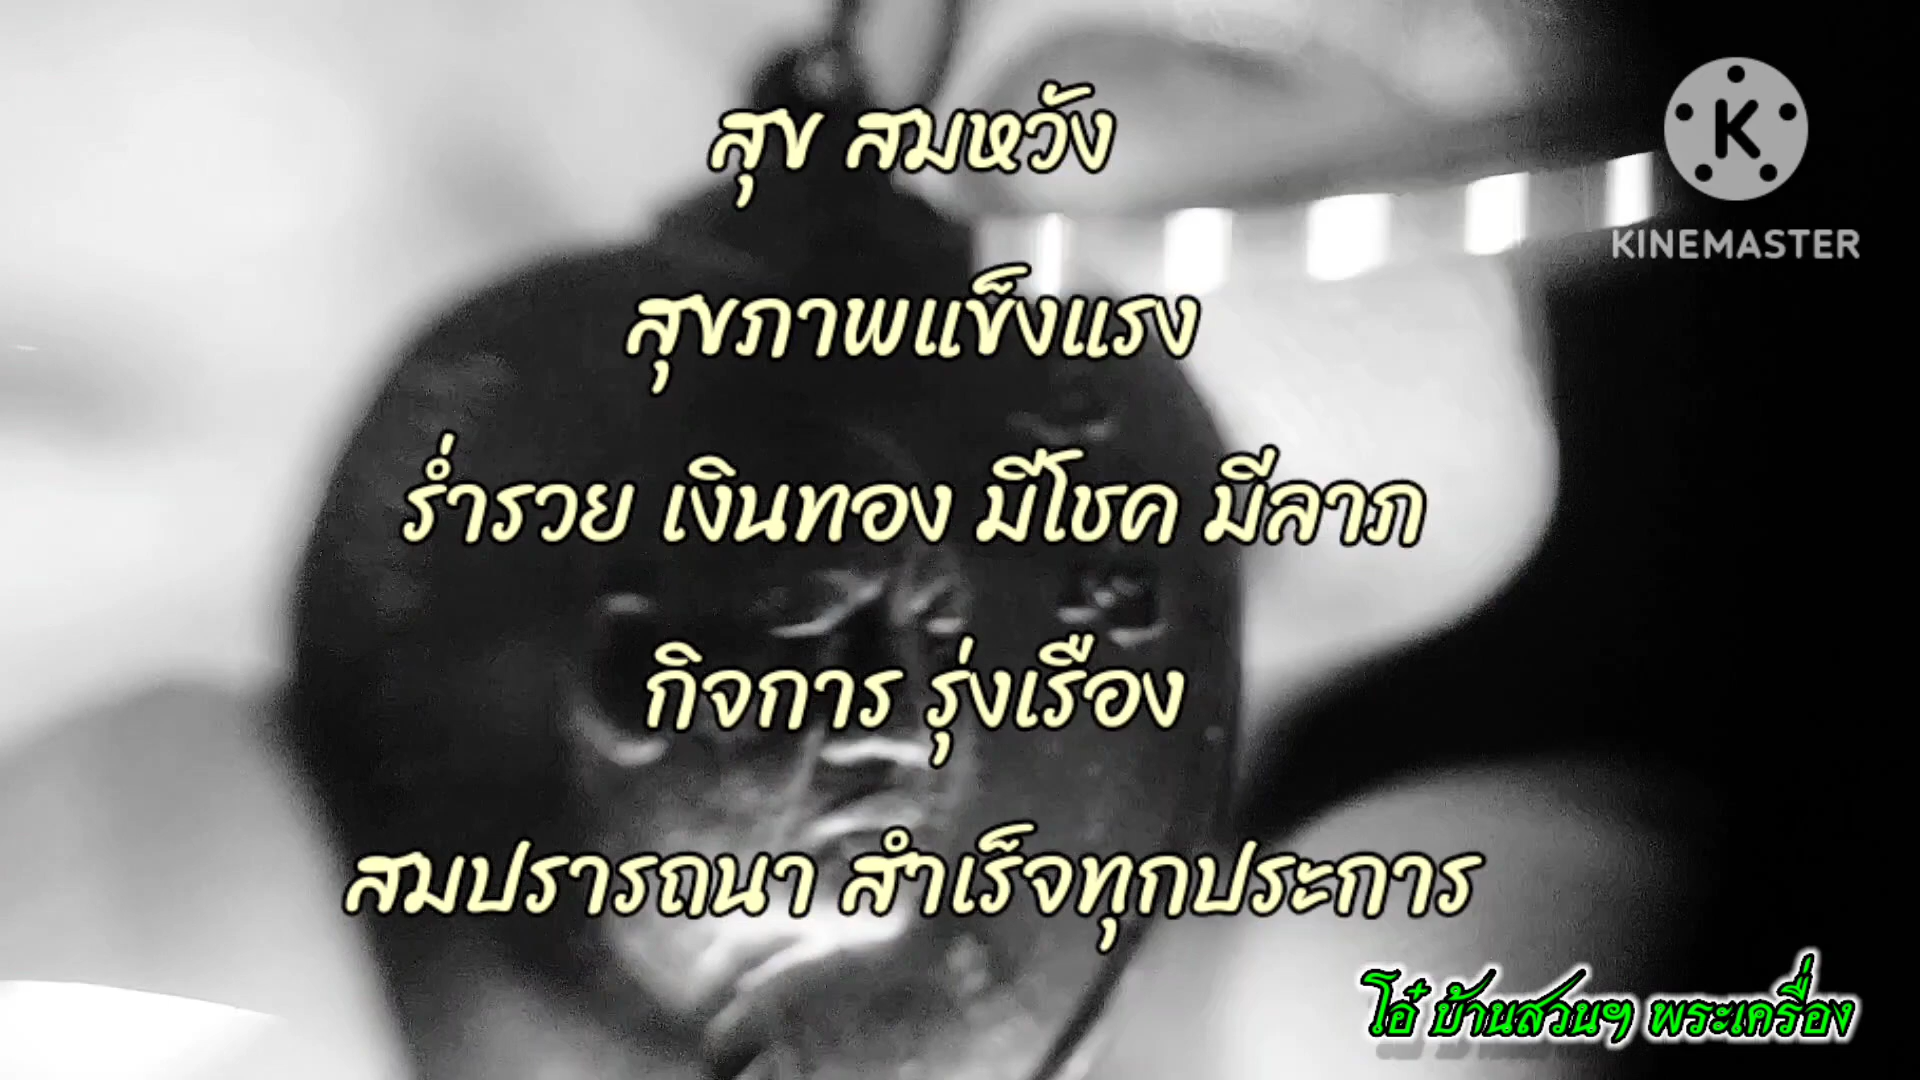 สุข สมหวัง
สุขภาพแข็งแรง
ร่ำรวย เงินทอง มีโชค มีลาภ
กิจการ รุ่งเรือง
สมปรารถนา สำเร็จทุกประการ
KINEMASTER
โอ๋ บ้านสวนฯ พระเครื่อง